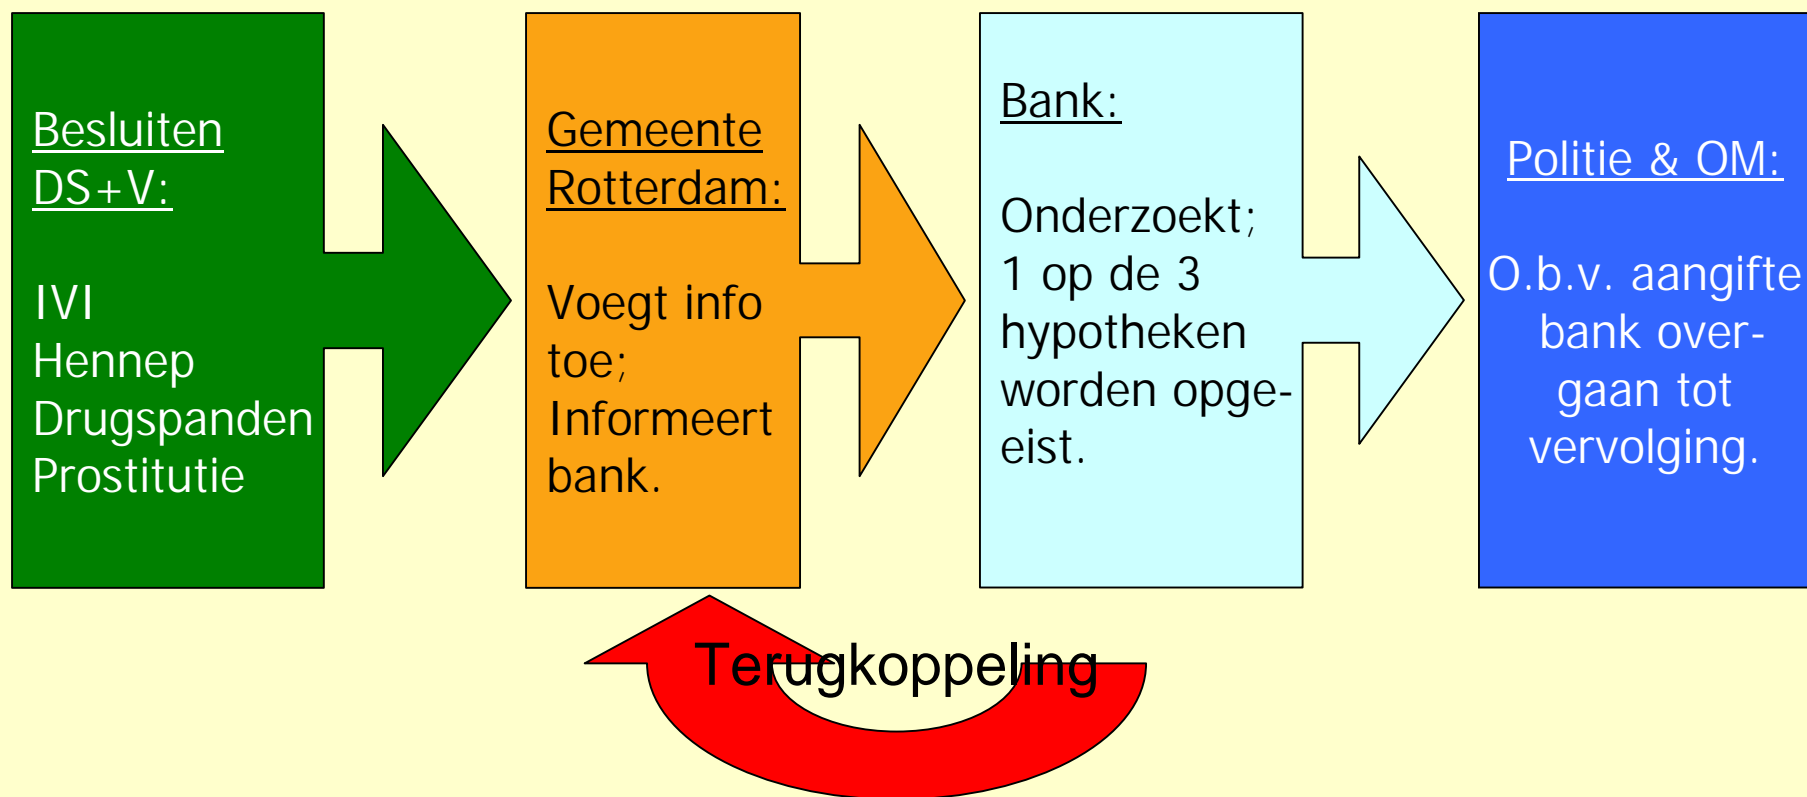 Besluiten
DS+V:
IVI
Hennep
Drugspanden
Prostitutie
Gemeente
Rotterdam:
Voegt info
toe;
Informeert
bank.
Bank:
Onderzoekt;
1 op de 3
hypotheken
worden opge-
eist.
Politie & OM:
O.b.v. aangifte
bank over-
gaan tot
vervolging.
Terugkoppeling